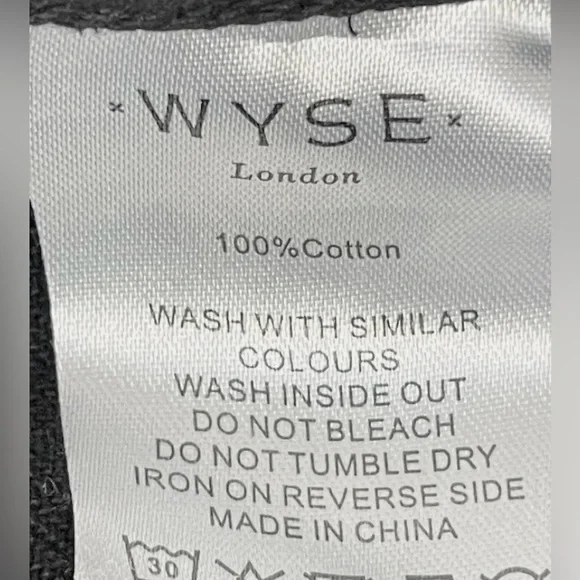 WYSE
London
100%Cotton
WASH WITH SIMILAR
COLOURS
WASH INSIDE OUT
DO NOT BLEACH
DO NOT TUMBLE DRY
IRON ON REVERSE SIDE
MADE IN CHINA
30